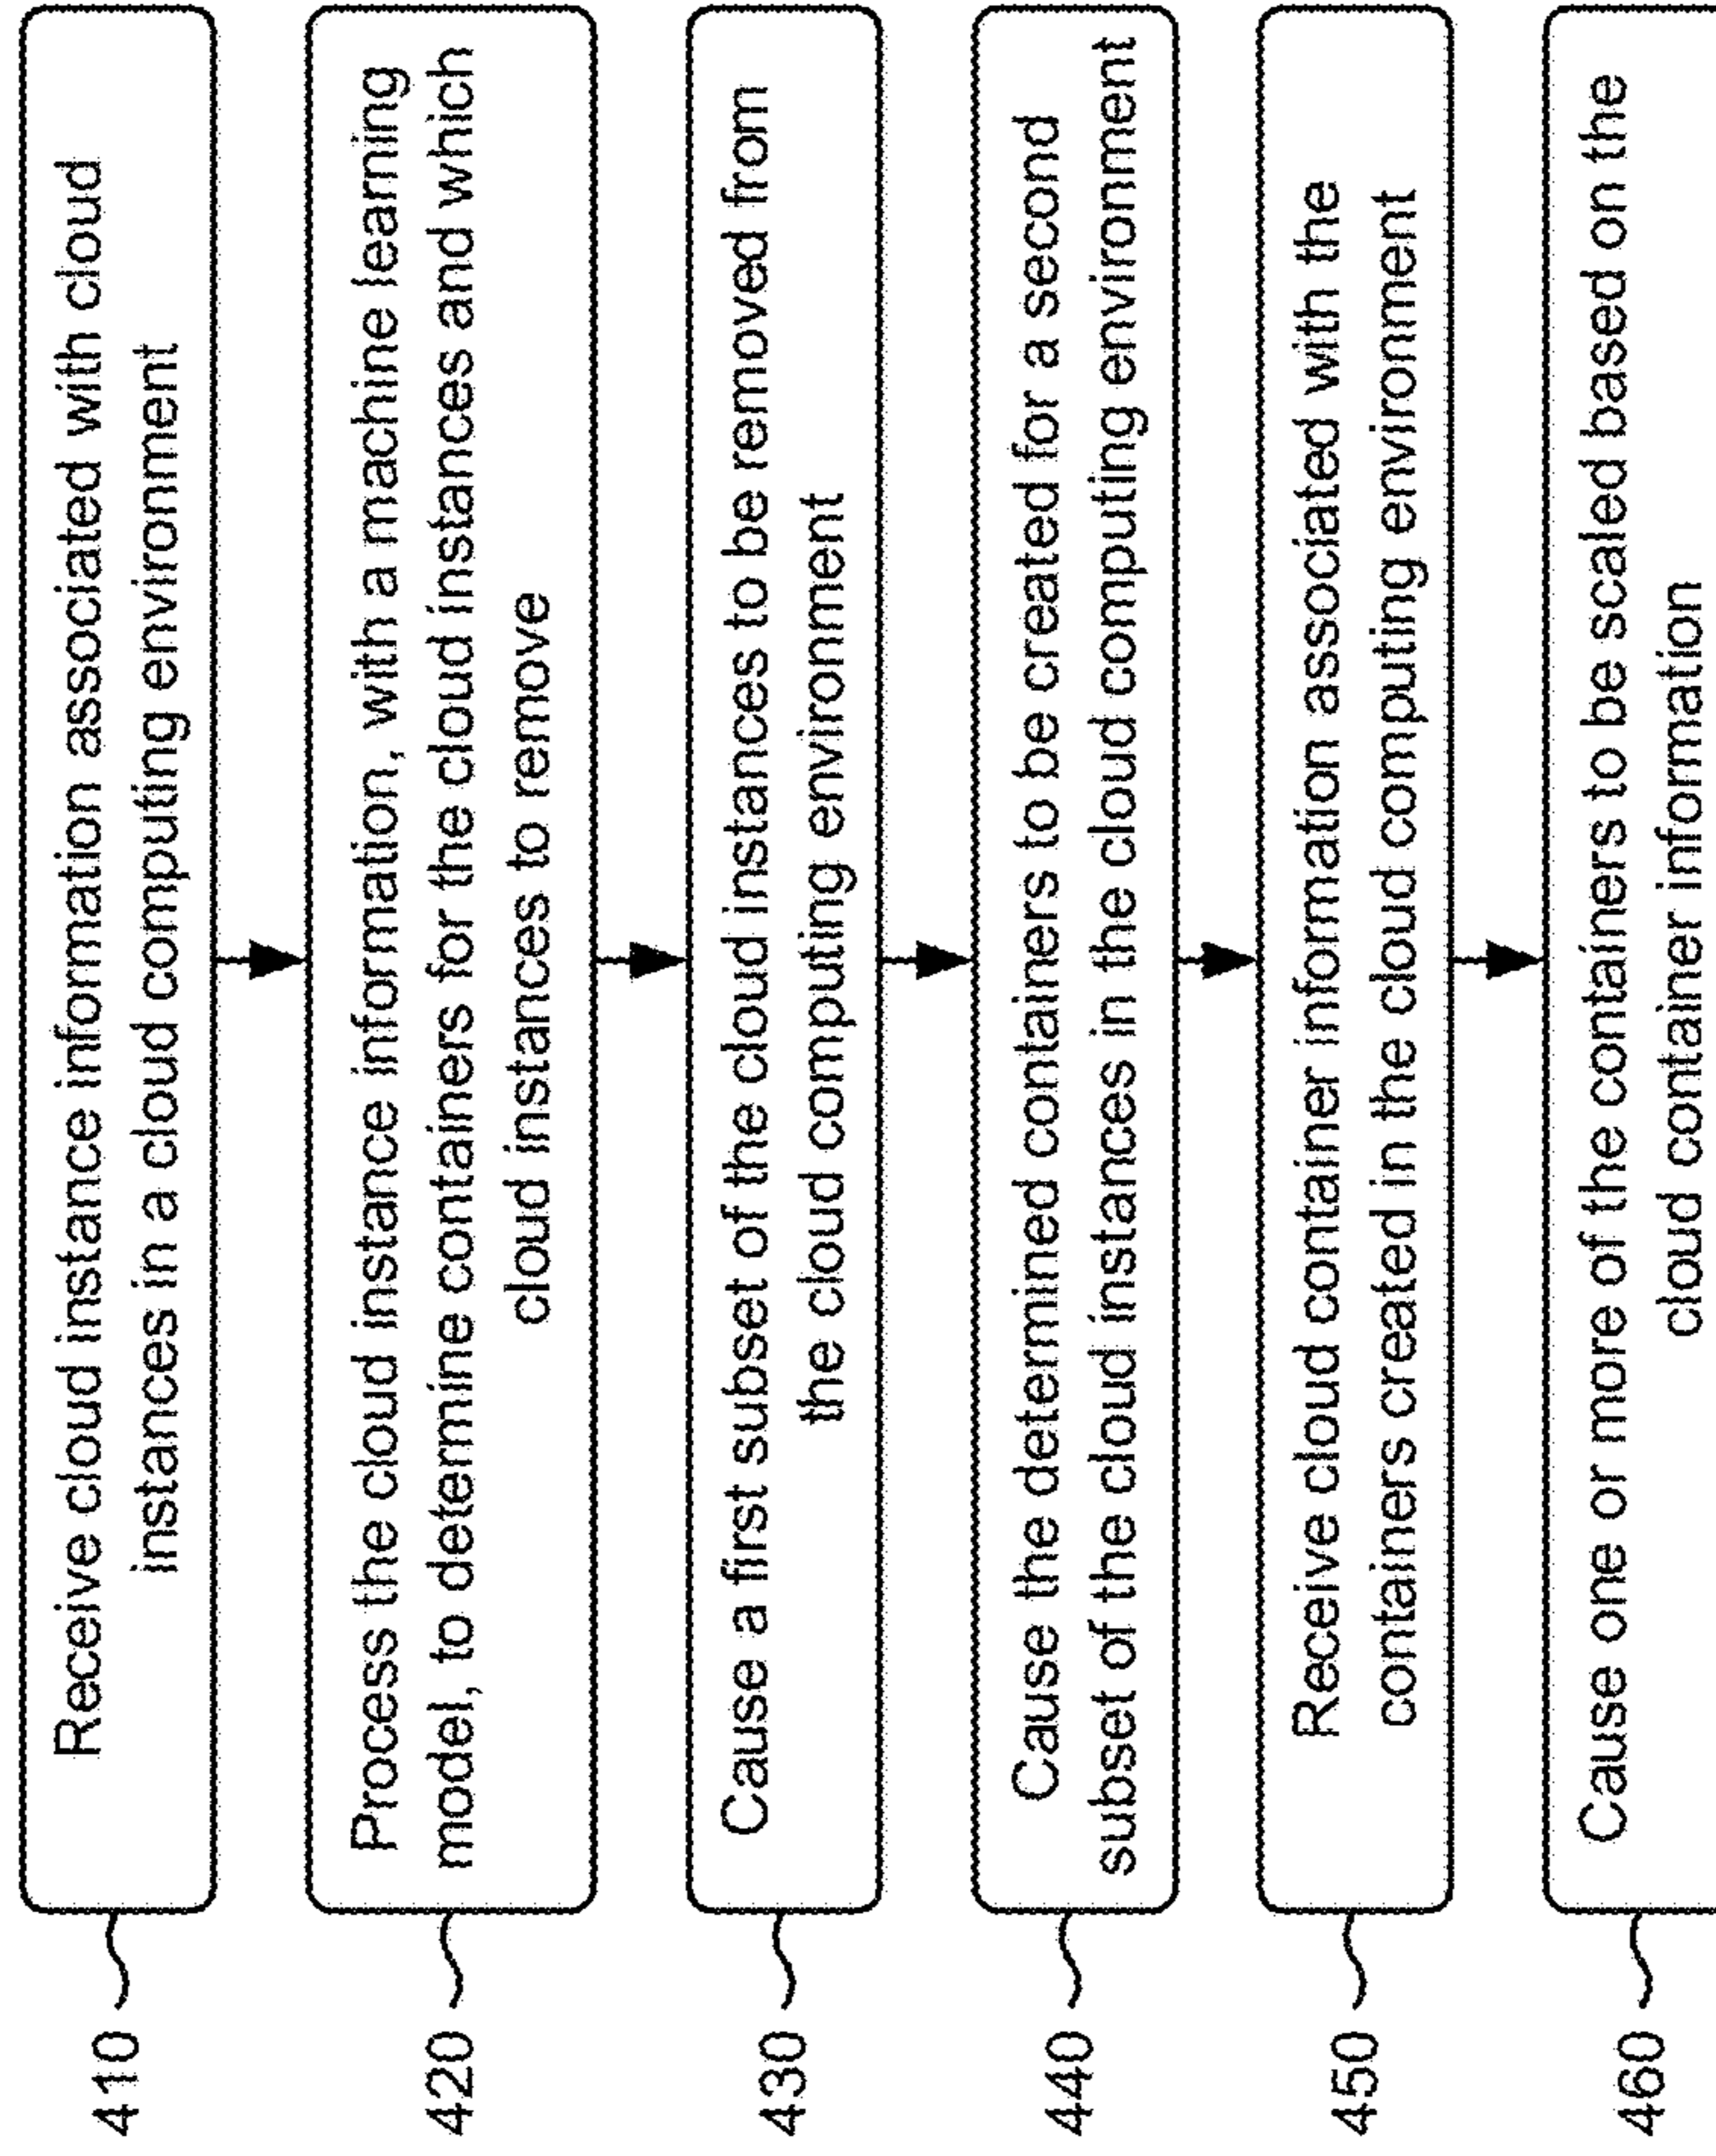 410
Receive cloud instance information associated with cloud
instances in a cloud computing environment
420
Process the cloud instance information, with a machine learning
model, to determine containers for the cloud instances and which
cloud instances to remove
430
Cause a first subset of the cloud instances to be removed from
the cloud computing environment
440
Cause the determined containers to be created for a second
subset of the cloud instances in the cloud computing environment
450
Receive cloud container information associated with the
containers created in the cloud computing environment
460
Cause one or more of the containers to be scaled based on the
cloud container information